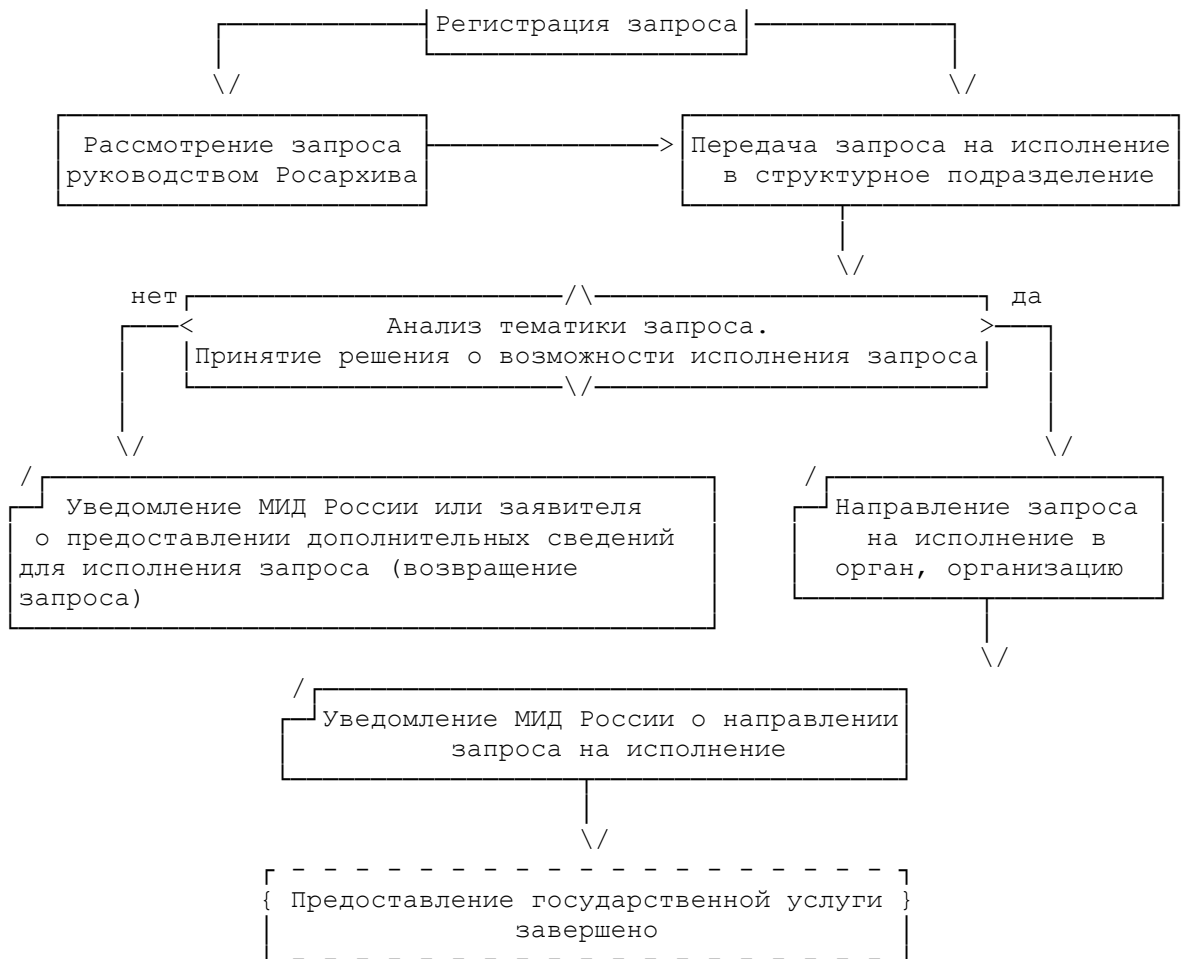 Регистрация запроса
Рассмотрение запроса
руководством Росархива
Передача запроса на исполнение
в структурное подразделение
нет
да
Анализ тематики запроса.
Принятие решения о возможности исполнения запроса
Уведомление МИД России или заявителя
о предоставлении дополнительных сведений
для исполнения запроса (возвращение
запроса)
Направление запроса
на исполнение в
орган, организацию
Уведомление МИД России о направлении
запроса на исполнение
Предоставление государственной услуги
завершено